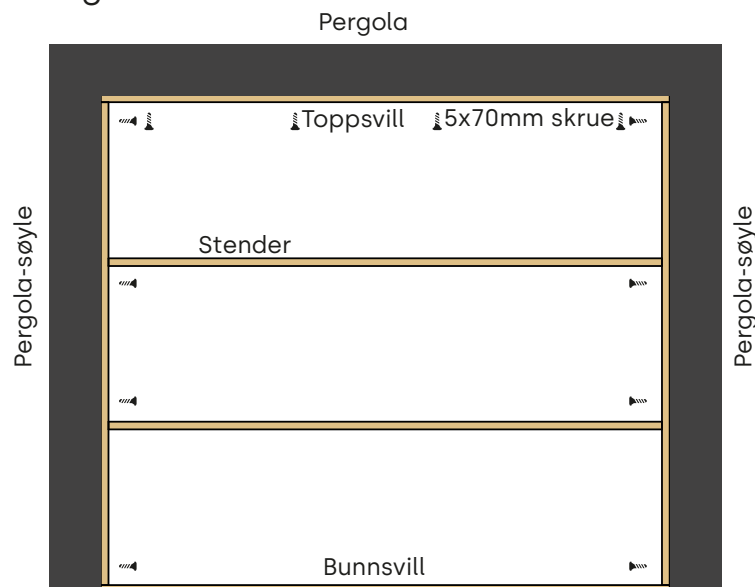 Pergola
Toppsvill
5x70mm skrue
Stender
Pergola-søyle
Pergola-søyle
Bunnsvill